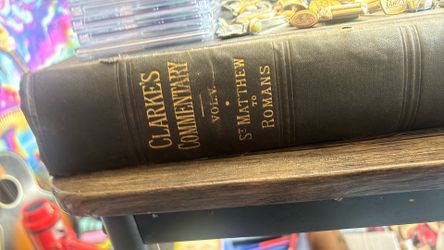 CLARKE'S
COMMENTARY
VOL. V.
ST MATTHEW
TO
ROMANS